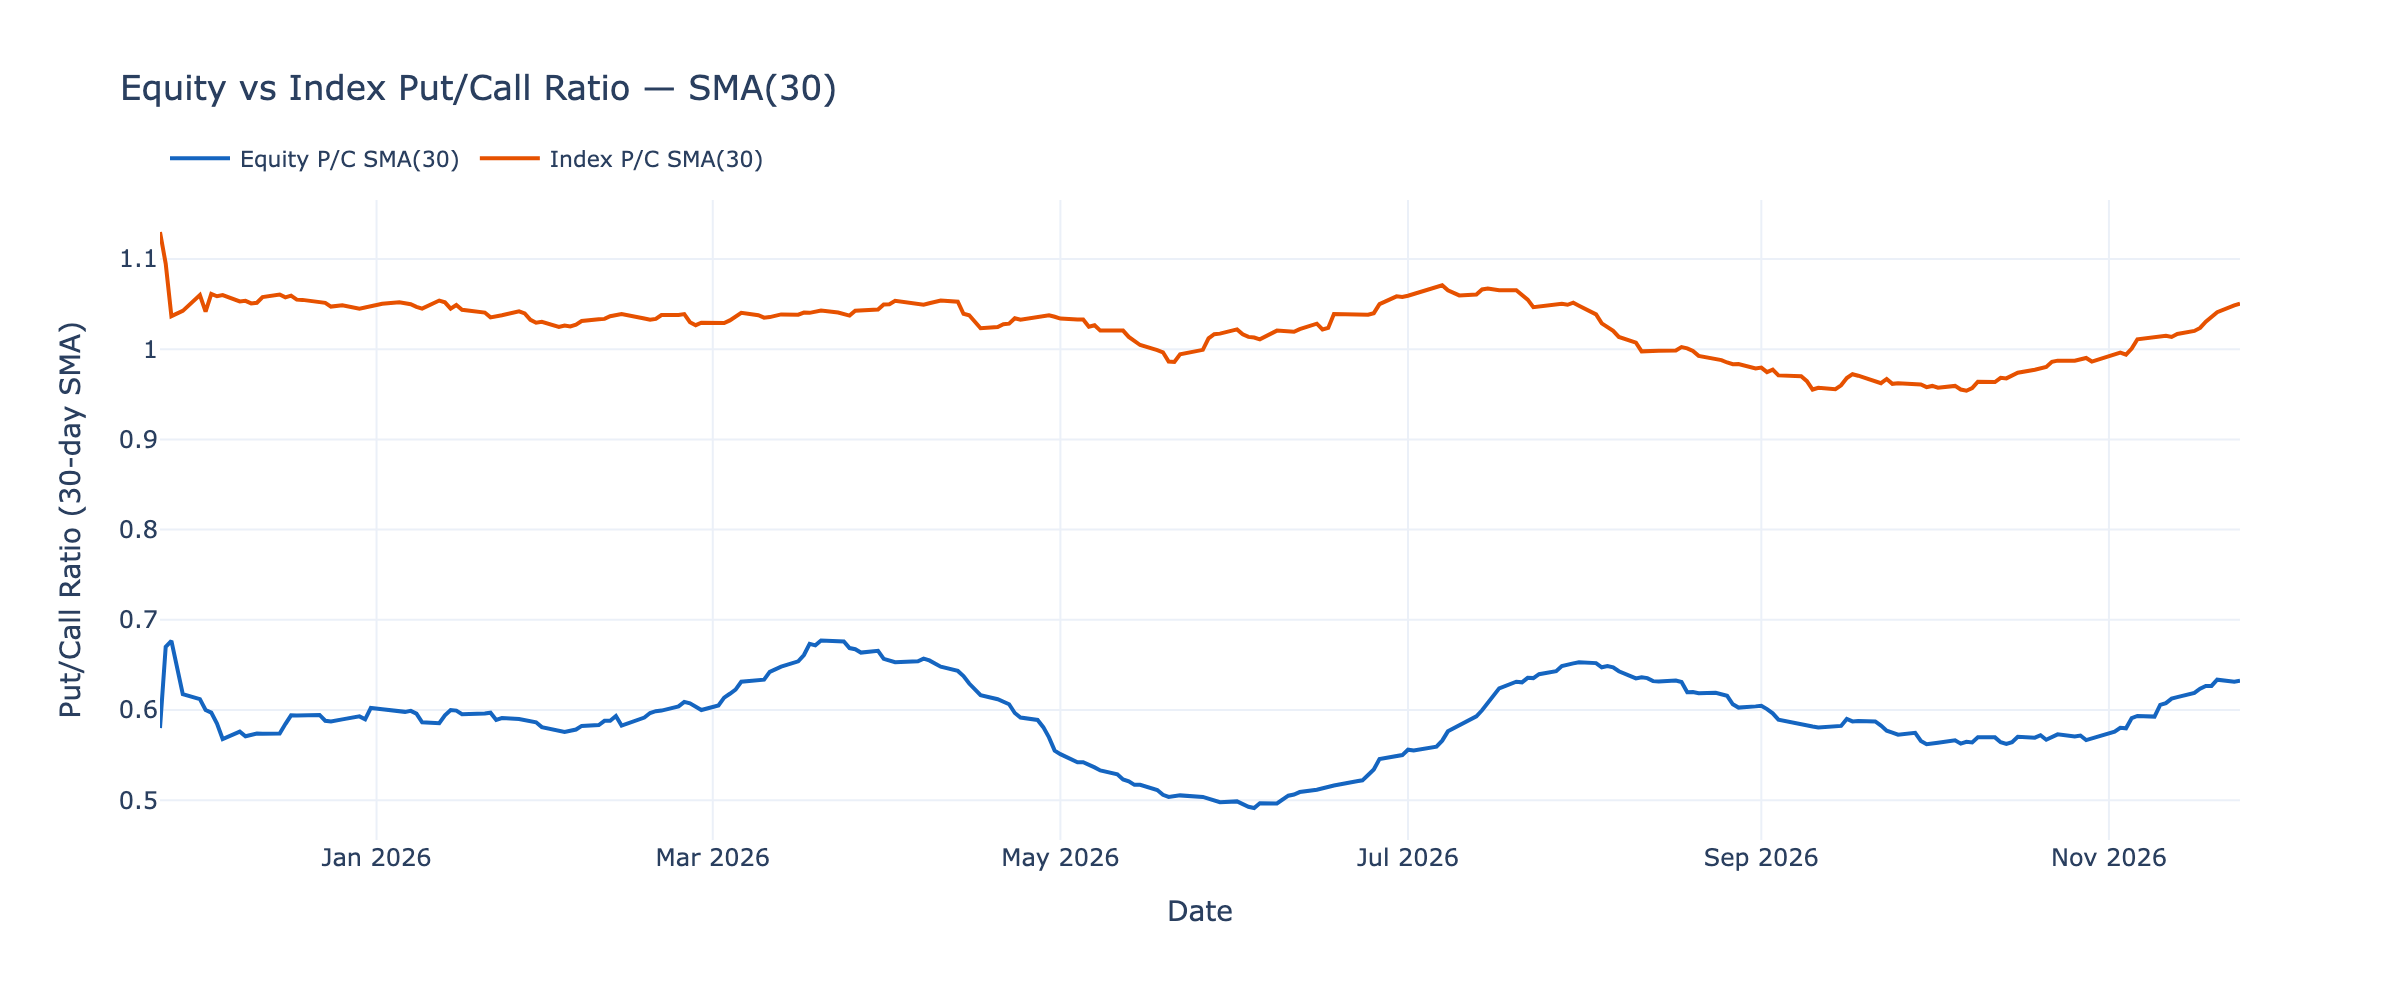 Equity vs Index Put/Call Ratio — SMA(30)
Equity P/C SMA(30)
Index P/C SMA(30)
Put/Call Ratio (30-day SMA)
1.1
1
0.9
0.8
0.7
0.6
0.5
Jan 2026
Mar 2026
May 2026
Jul 2026
Sep 2026
Nov 2026
Date